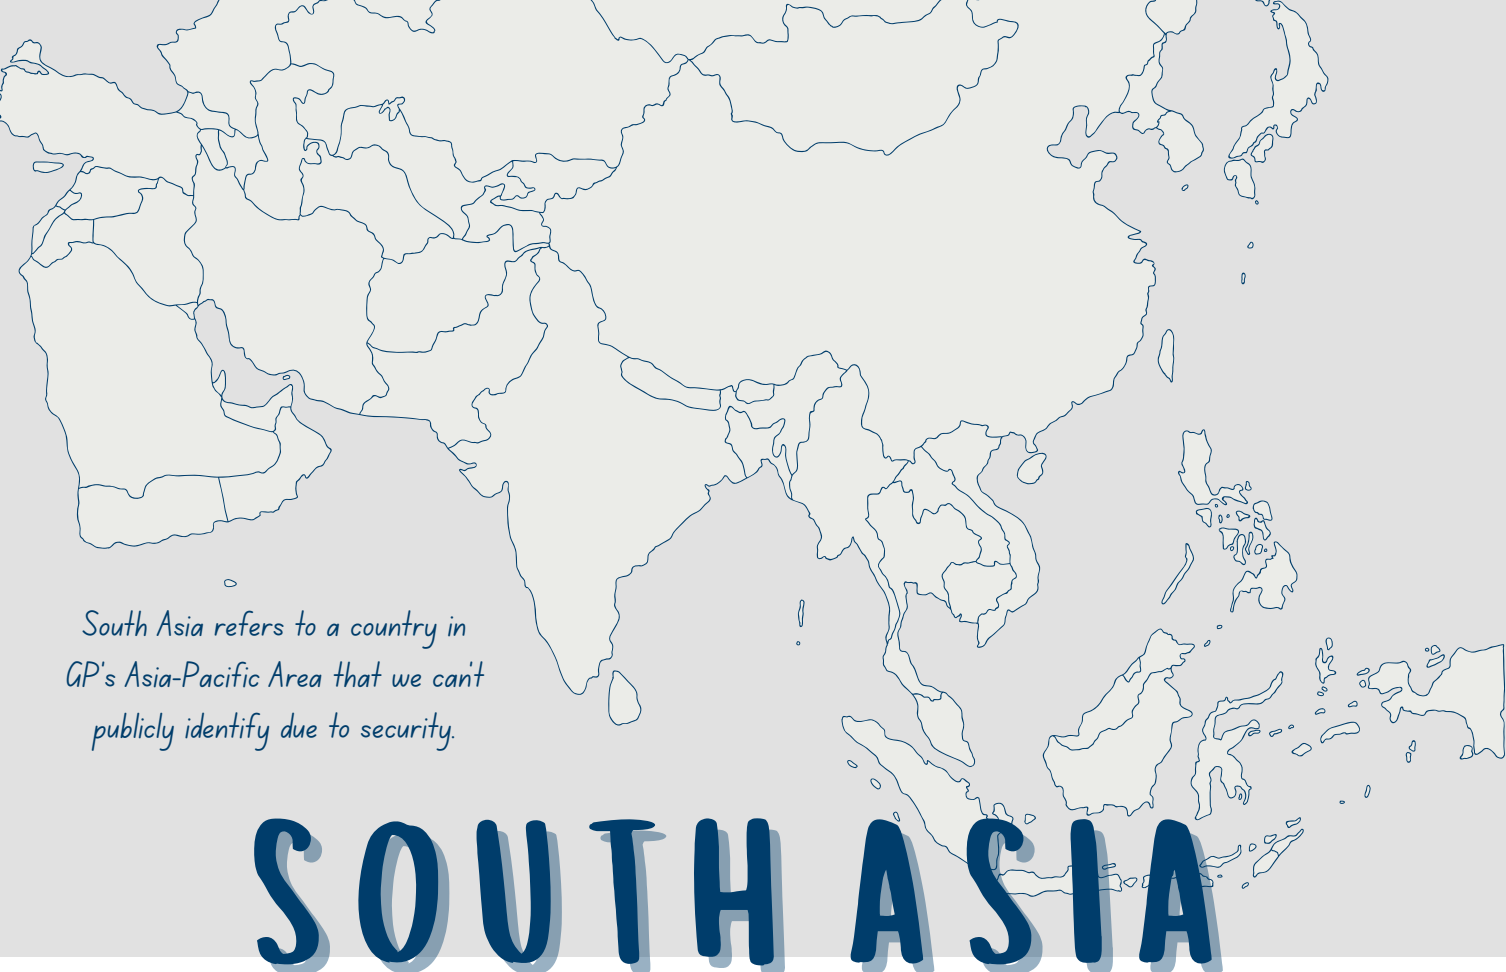 South Asia refers to a country in
GP's Asia-Pacific Area that we can't
publicly identify due to security.
SOUTH ASIA